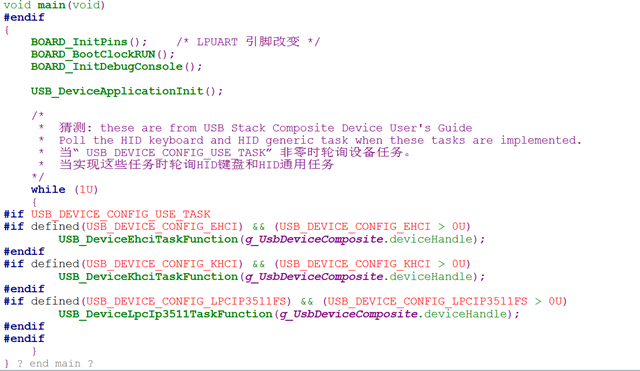 void main(void)
#endif
{
BOARD_InitPins(); /* LPUART 引脚改变 */
BOARD_BootClockRUN();
BOARD_InitDebugConsole();
USB_DeviceApplicationInit();
/*
* 猜测: these are from USB Stack Composite Device User's Guide
* Poll the HID keyboard and HID generic task when these tasks are implemented.
* 当“ USB_DEVICE_CONFIG_USE_TASK” 非零时轮询设备任务。
* 当实现这些任务时轮询HID键盘和HID通用任务
*/
while (1U)
{
#if USB_DEVICE_CONFIG_USE_TASK
#if defined(USB_DEVICE_CONFIG_EHCI) && (USB_DEVICE_CONFIG_EHCI > 0U)
USB_DeviceEhciTaskFunction(g_UsbDeviceComposite.deviceHandle);
#endif
#if defined(USB_DEVICE_CONFIG_KHCI) && (USB_DEVICE_CONFIG_KHCI > 0U)
USB_DeviceKhciTaskFunction(g_UsbDeviceComposite.deviceHandle);
#endif
#if defined(USB_DEVICE_CONFIG_LPCIP3511FS) && (USB_DEVICE_CONFIG_LPCIP3511FS > 0U)
USB_DeviceLpcIp3511TaskFunction(g_UsbDeviceComposite.deviceHandle);
#endif
#endif
}
} ? end main ?